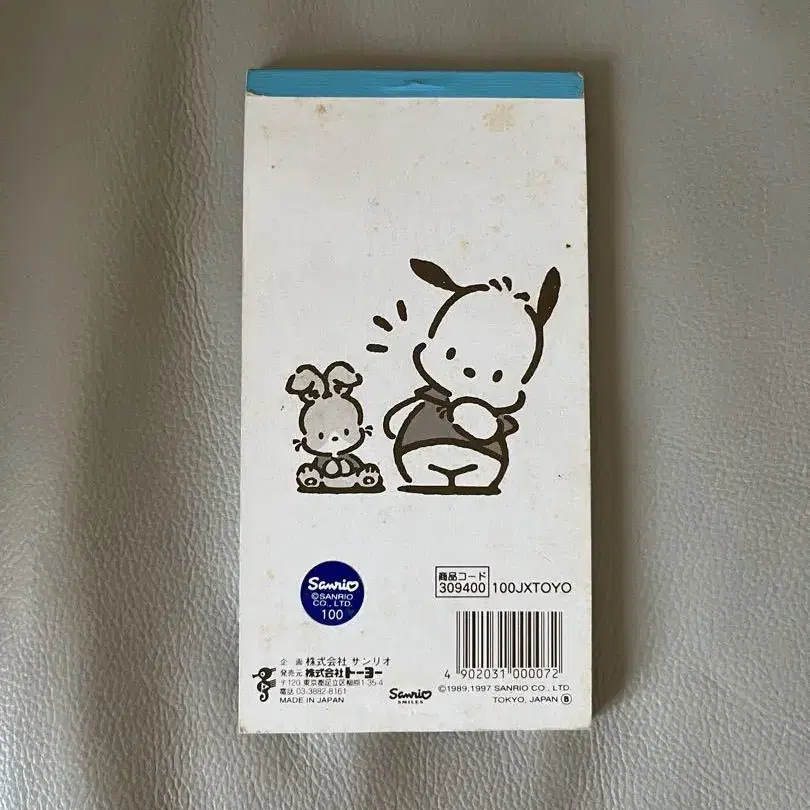 商品コード
309400 100JXTOYO
Sanrio
©SANRIO
CO., LTD.
100
4 902031 000072
企 画 株式会社 サンリオ
発売元 株式会社トーヨー
〒120 東京都足立区柳原1-35-4
電話 03-3882-8161
MADE IN JAPAN
Sanrio
SMILES
©1989,1997 SANRIO CO., LTD.
TOKYO, JAPAN Ⓑ